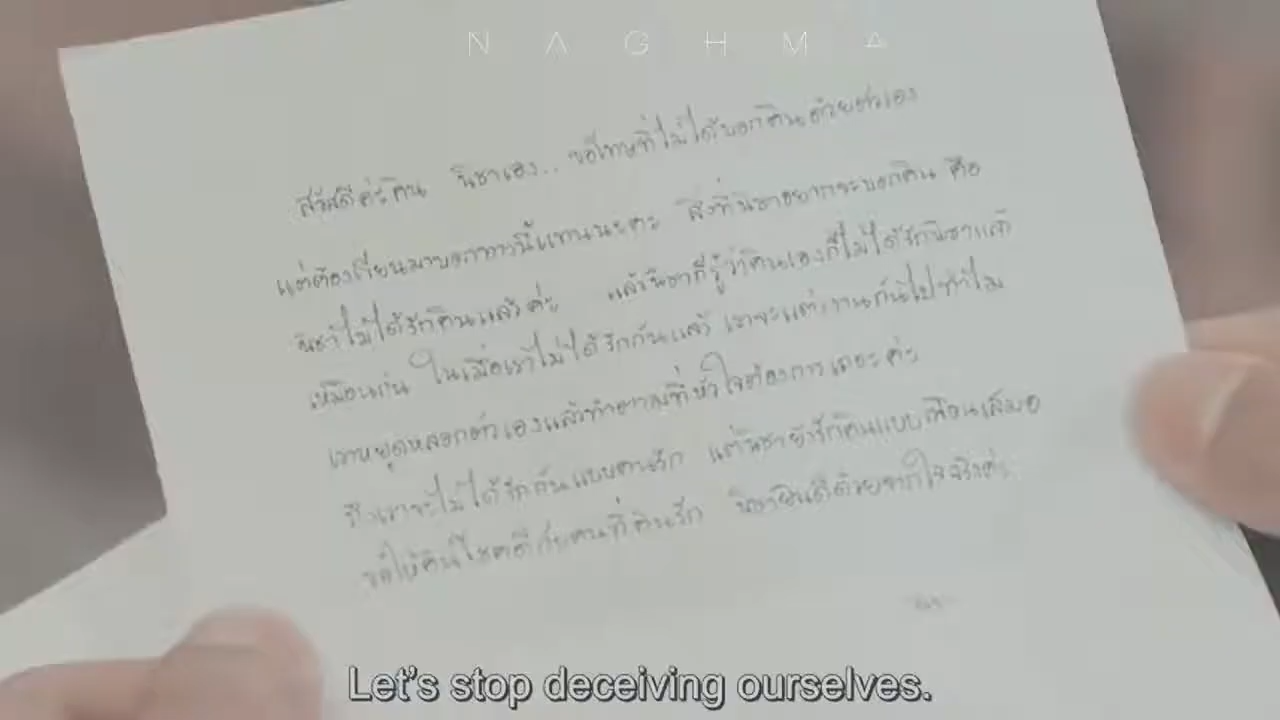 NAGHMA
สวัสดีค่ะคิน นิชาเอง.. ขอโทษที่ไม่ได้บอกคินด้วยตัวเอง
แต่ต้องเขียนมาบอกทางนี้แทนนะคะ สิ่งที่นิชาอยากจะบอกคิน คือ
นิชาไม่ได้รักคินแล้วค่ะ แล้วนิชาก็รู้ว่าคินเองก็ไม่ได้รักนิชาแล้ว
เหมือนกัน ในเมื่อเราไม่ได้รักกันแล้ว เราจะแต่งงานกันไปทำไม
เราหยุดหลอกตัวเองแล้วทำตามที่หัวใจต้องการเถอะค่ะ
ถึงเราจะไม่ได้รักกันแบบคนรัก แต่นิชายังรักคินแบบเพื่อนเสมอ
ขอให้คินโชคดีกับคนที่คินรัก นิชายินดีด้วยจากใจจริงค่ะ
Let's stop deceiving ourselves.